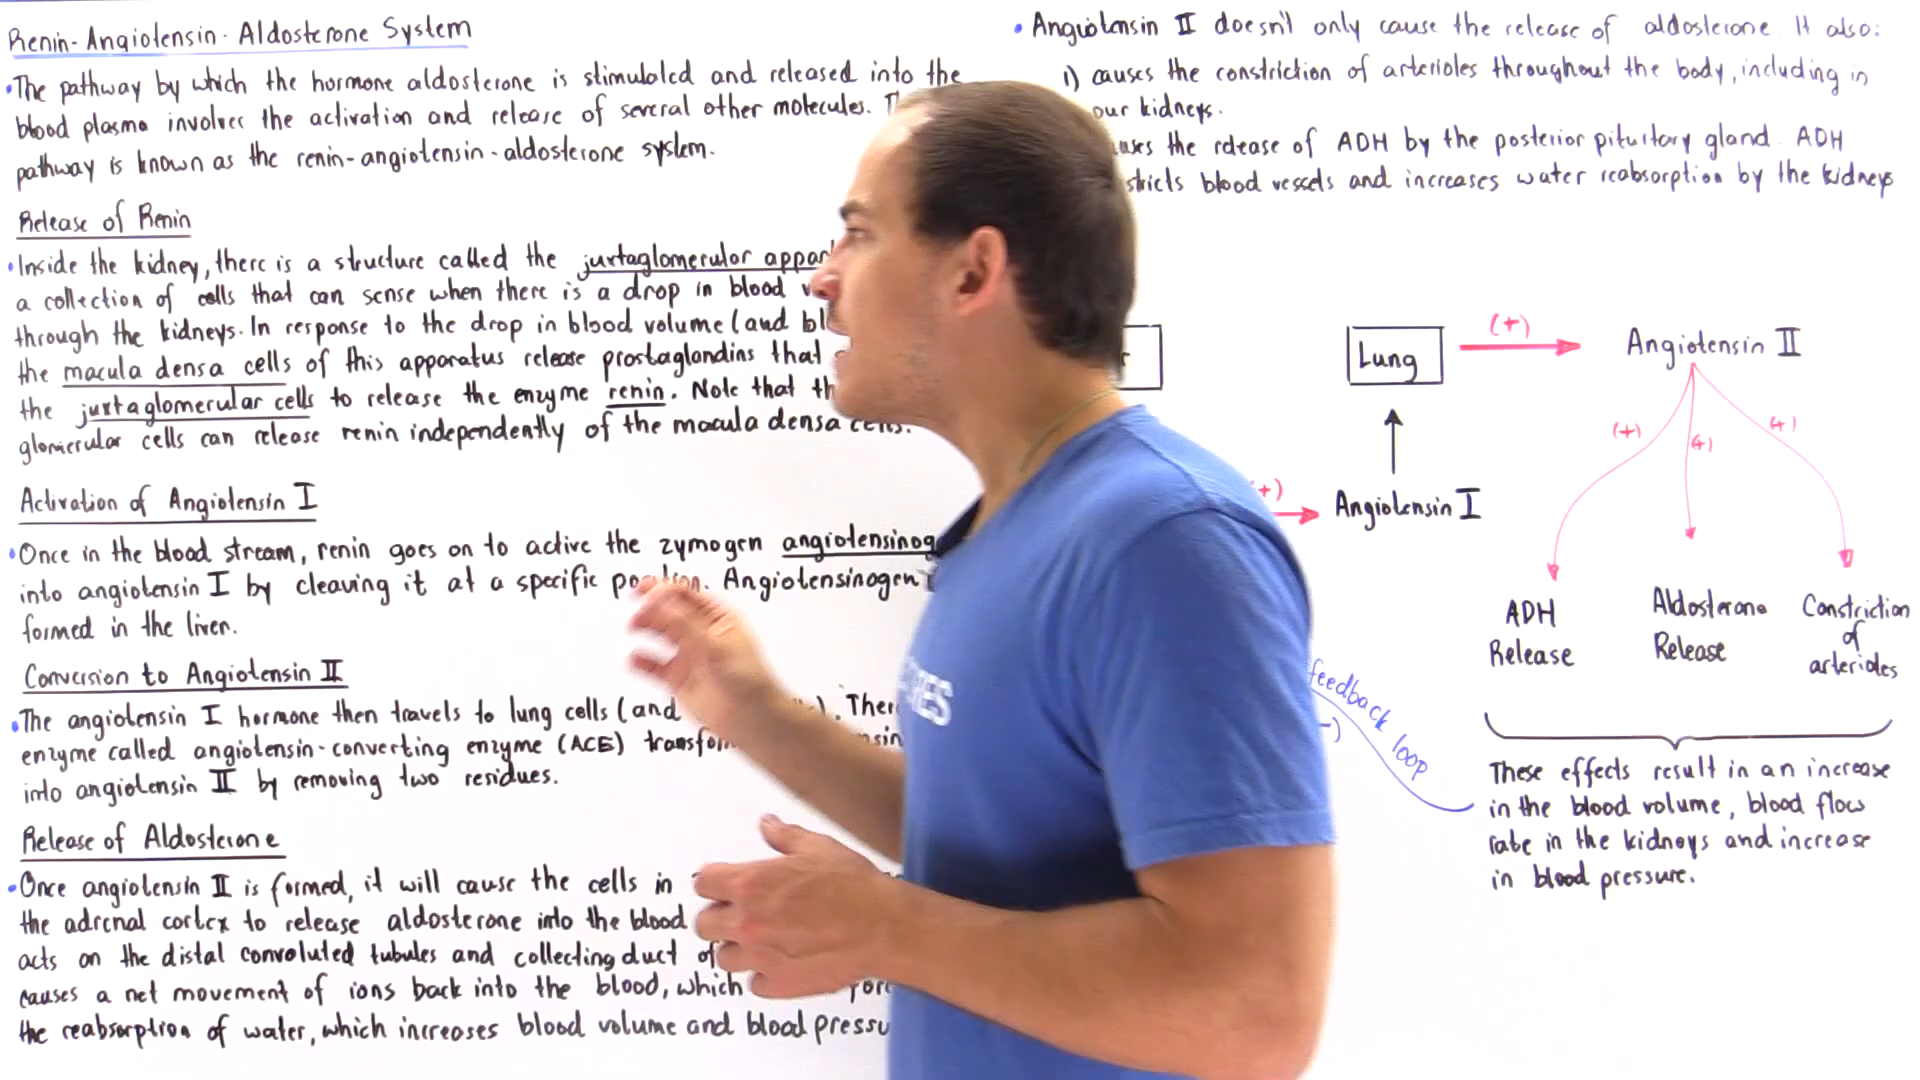 Renin-Angiotensin-Aldosterone System
•The pathway by which the hormone aldosterone is stimulated and released into the
blood plasma involves the activation and release of several other molecules.
pathway is known as the renin-angiotensin-aldosterone system.
Release of Renin
•Inside the kidney, there is a structure called the juxtaglomerular
a collection of cells that can sense when there is a drop in blood
through the kidneys. In response to the drop in blood volume (and
the macula densa cells of this apparatus release prostaglandins that
the juxtaglomerular cells to release the enzyme renin. Note that
glomerular cells can release renin independently of the macula densa cells.
Activation of Angiotensin I
•Once in the blood stream, renin goes on to active the zymogen
into angiotensin I by cleaving it at a specific position. Angiotensinogen
formed in the liver.
Conversion to Angiotensin II
•The angiotensin I hormone then travels to lung cells (and
enzyme called angiotensin-converting enzyme (ACE)
into angiotensin II by removing two residues.
Release of Aldosterone
•Once angiotensin II is formed, it will cause the cells in
the adrenal cortex to release aldosterone into the blood
acts on the distal convoluted tubules and collecting duct of
causes a net movement of ions back into the blood, which
the reabsorption of water, which increases blood volume and blood
• Angiotensin II doesn't only cause the release of aldosterone. It also:
1) causes the constriction of arterioles throughout the body, including in
our kidneys.
the release of ADH by the posterior pituitary gland. ADH
blood vessels and increases water reabsorption by the kidneys
Lung
(+)
Angiotensin II
(+)
(+)
(+)
(+)
Angiotensin I
ADH
Release
Aldosterone
Release
Constriction
of
arterioles
feedback loop
(-)
These effects result in an increase
in the blood volume, blood flow
rate in the kidneys and increase
in blood pressure.